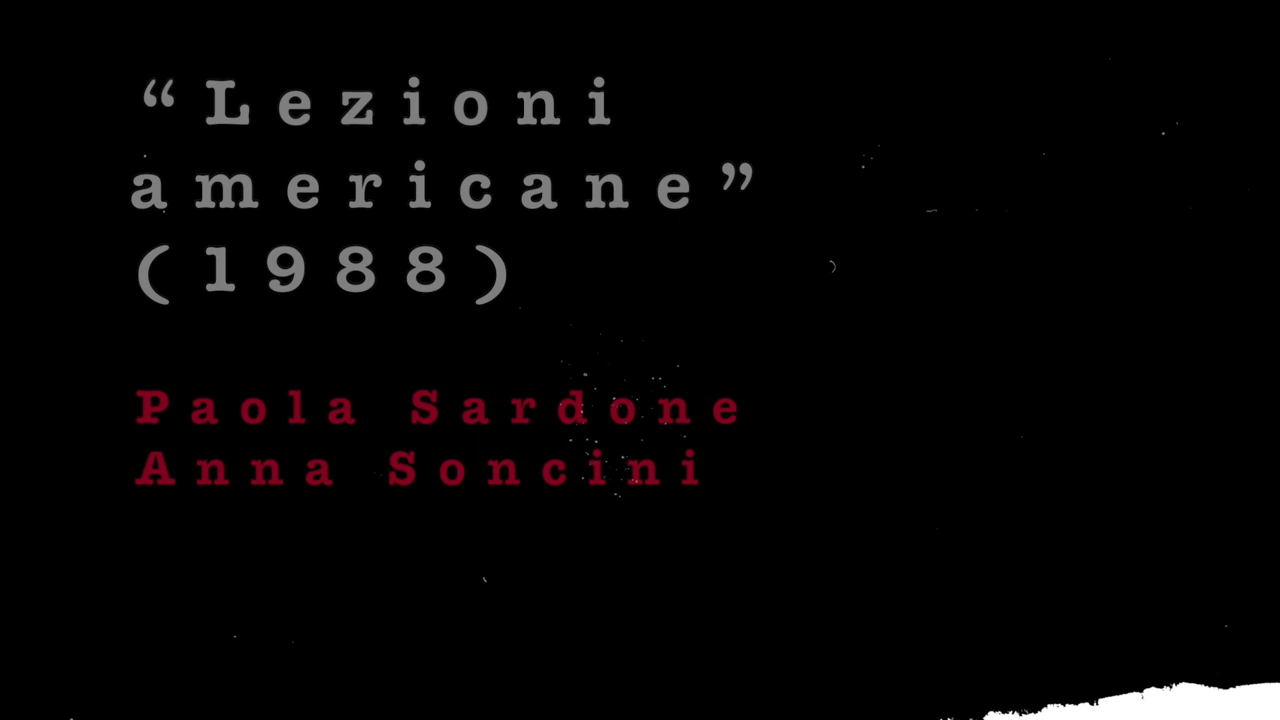 “Lezioni
americane”
(1988)
Paola Sardone
Anna Soncini